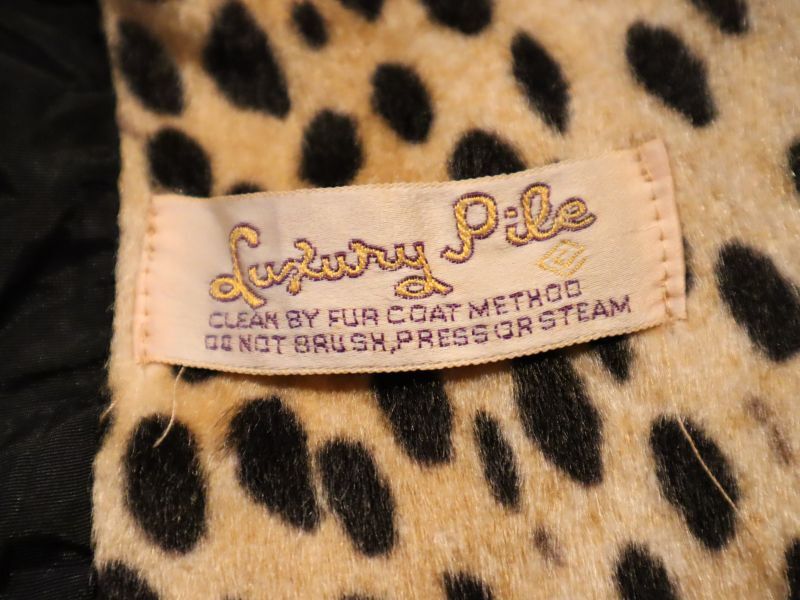 Luxury Pile
CLEAN BY FUR COAT METHOD
DO NOT BRUSH, PRESS OR STEAM